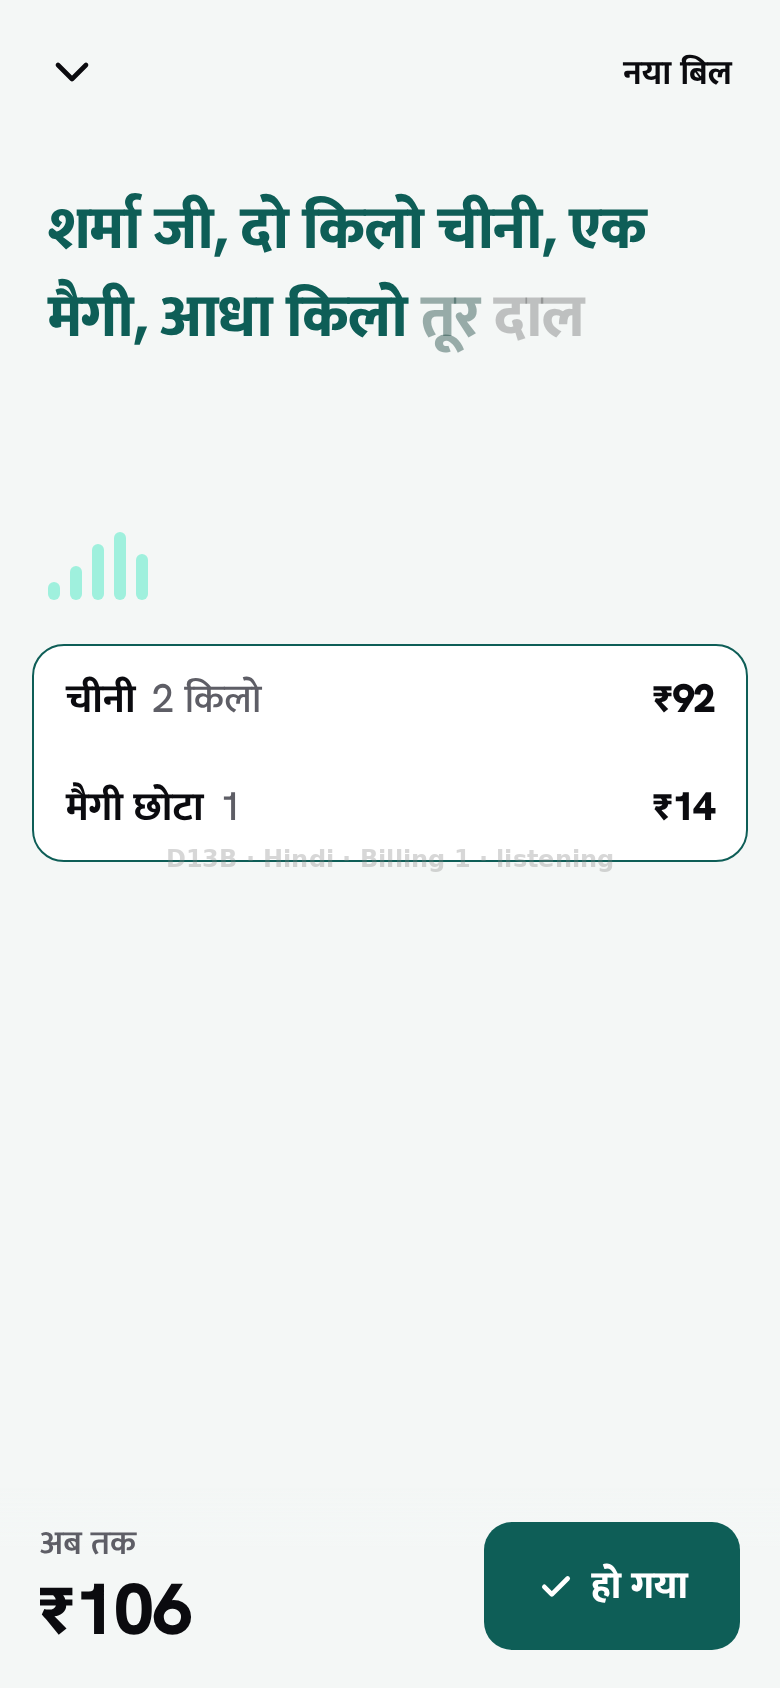 नया बिल
शर्मा जी, दो किलो चीनी, एक
मैगी, आधा किलो तूर दाल
चीनी 2 किलो ₹92
मैगी छोटा 1 ₹14
D13B · Hindi · Billing 1 · listening
अब तक
₹106
हो गया